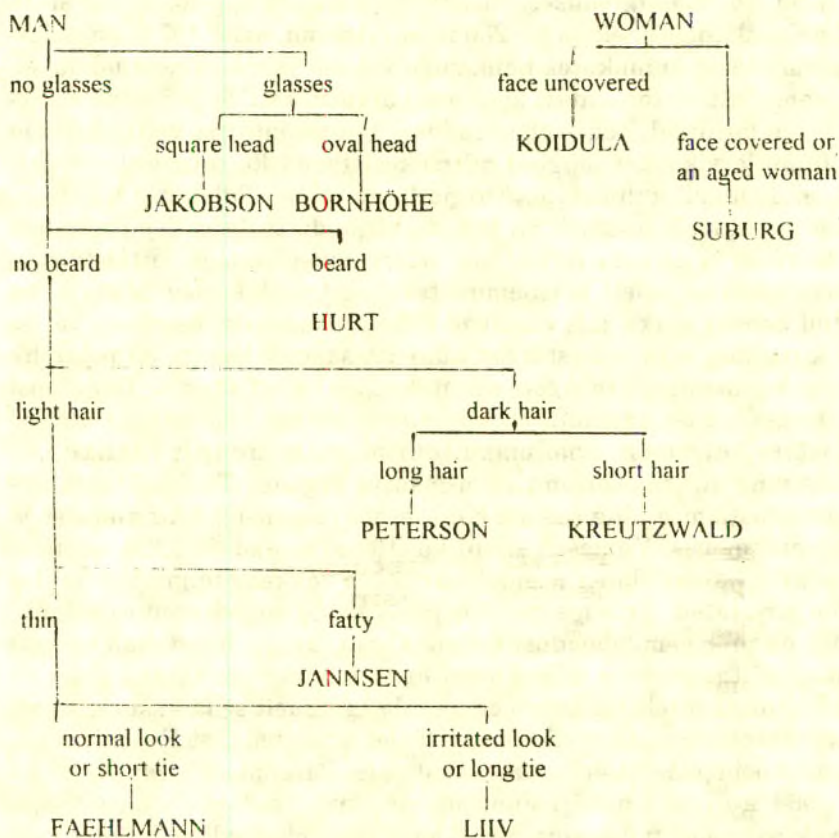 MAN WOMAN
no glasses glasses face uncovered
square head oval head KOIDULA face covered or
an aged woman
JAKOBSON BORNHÖHE
SUBURG
no beard beard
HURT
light hair dark hair
long hair short hair
PETERSON KREUTZWALD
thin fatty
JANNSEN
normal look irritated look
or short tie or long tie
FAEHLMANN LIIV